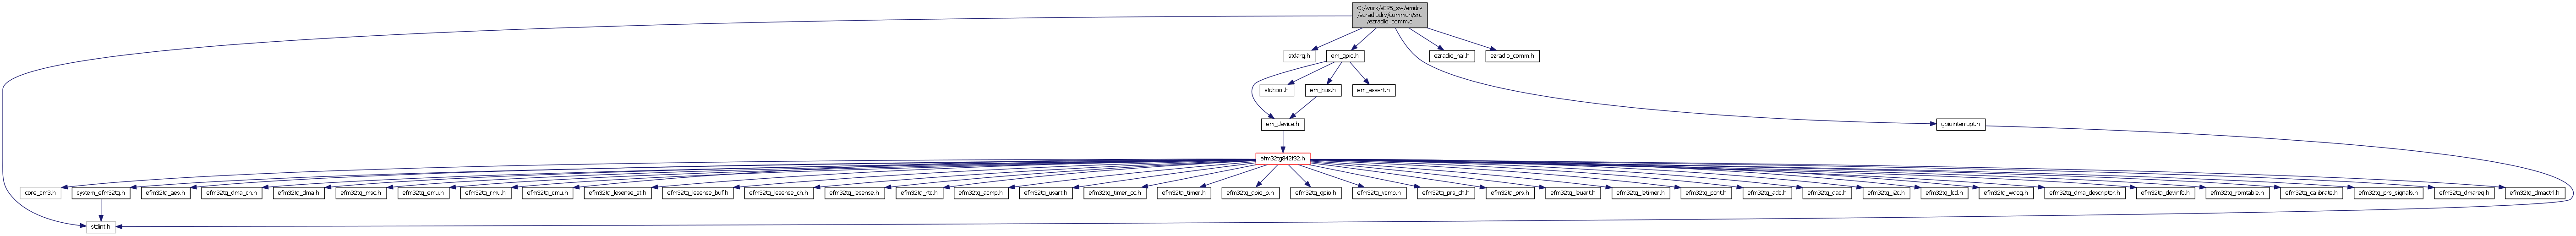 C:/work/s025_sw/emdrv
/ezradiodrv/common/src
/ezradio_comm.c
stdarg.h
em_gpio.h
ezradio_hal.h
ezradio_comm.h
stdbool.h
em_bus.h
em_assert.h
em_device.h
gpiointerrupt.h
efm32tg842f32.h
core_cm3.h
system_efm32tg.h
efm32tg_aes.h
efm32tg_dma_ch.h
efm32tg_dma.h
efm32tg_msc.h
efm32tg_emu.h
efm32tg_rmu.h
efm32tg_cmu.h
efm32tg_lesense_st.h
efm32tg_lesense_buf.h
efm32tg_lesense_ch.h
efm32tg_lesense.h
efm32tg_rtc.h
efm32tg_acmp.h
efm32tg_usart.h
efm32tg_timer_cc.h
efm32tg_timer.h
efm32tg_gpio_p.h
efm32tg_gpio.h
efm32tg_vcmp.h
efm32tg_prs_ch.h
efm32tg_prs.h
efm32tg_leuart.h
efm32tg_letimer.h
efm32tg_pcnt.h
efm32tg_adc.h
efm32tg_dac.h
efm32tg_i2c.h
efm32tg_lcd.h
efm32tg_wdog.h
efm32tg_dma_descriptor.h
efm32tg_devinfo.h
efm32tg_romtable.h
efm32tg_calibrate.h
efm32tg_prs_signals.h
efm32tg_dmareq.h
efm32tg_dmactrl.h
stdint.h